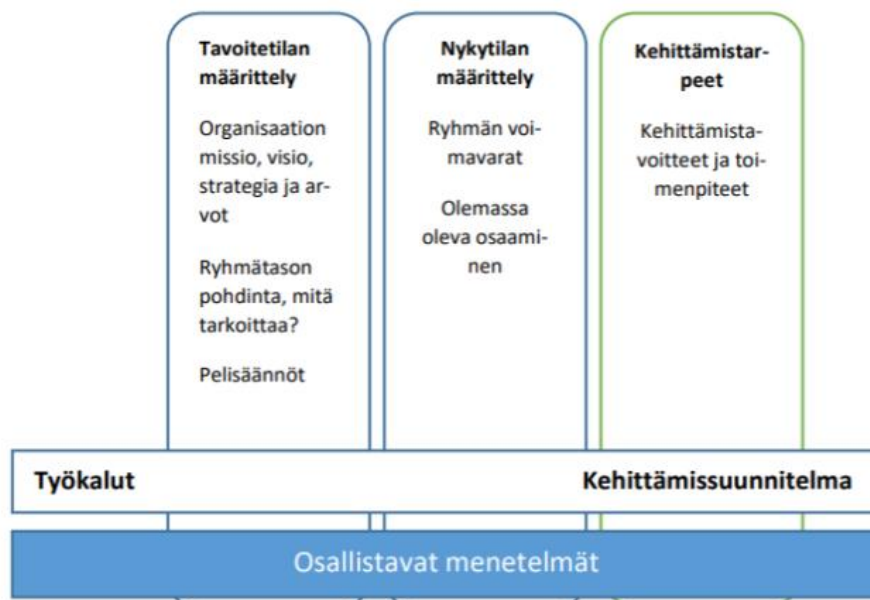 Tavoitetilan
määrittely
Organisaation
missio, visio,
strategia ja ar-
vot
Ryhmätason
pohdinta, mitä
tarkoittaa?
Pelisäännöt
Nykytilan
määrittely
Ryhmän voi-
mavarat
Olemassa
oleva osaami-
nen
Kehittämistar-
peet
Kehittämista-
voitteet ja toi-
menpiteet
Työkalut
Kehittämissuunnitelma
Osallistavat menetelmät